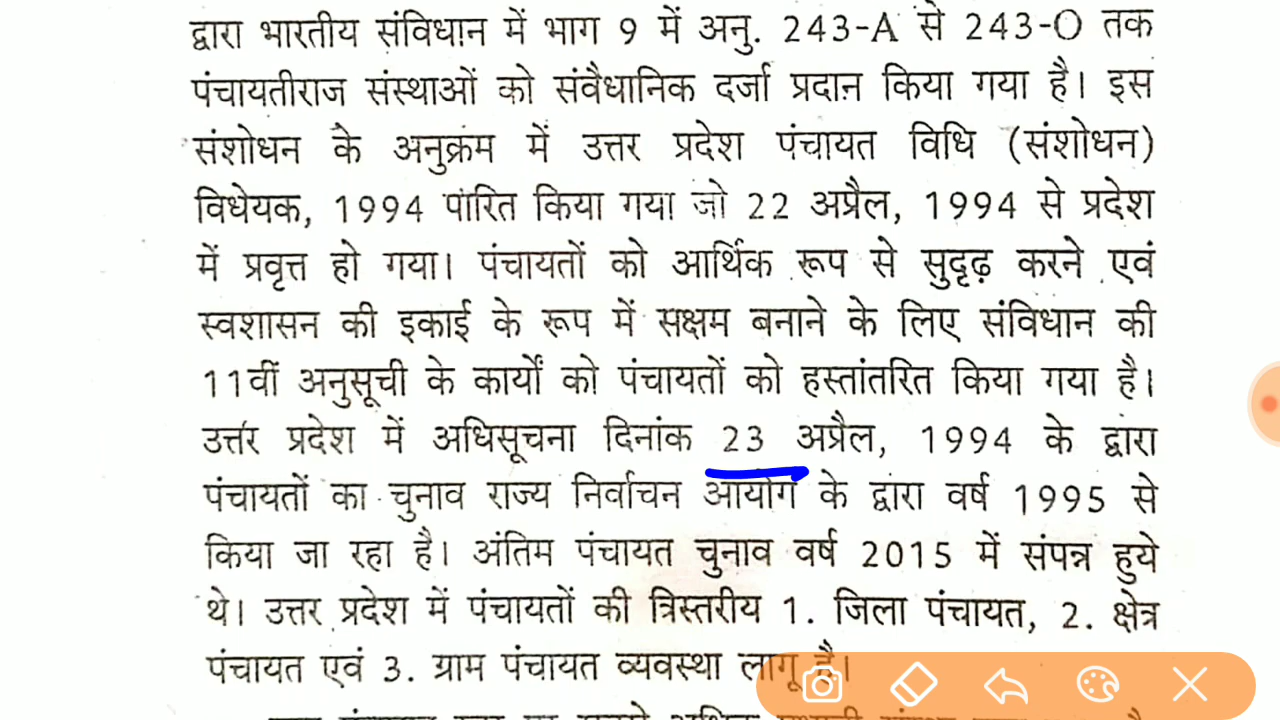 द्वारा भारतीय संविधान में भाग 9 में अनु. 243-A से 243-O तक
पंचायतीराज संस्थाओं को संवैधानिक दर्जा प्रदान किया गया है। इस
संशोधन के अनुक्रम में उत्तर प्रदेश पंचायत विधि (संशोधन)
विधेयक, 1994 पारित किया गया जो 22 अप्रैल, 1994 से प्रदेश
में प्रवृत्त हो गया। पंचायतों को आर्थिक रूप से सुदृढ़ करने एवं
स्वशासन की इकाई के रूप में सक्षम बनाने के लिए संविधान की
11वीं अनुसूची के कार्यों को पंचायतों को हस्तांतरित किया गया है।
उत्तर प्रदेश में अधिसूचना दिनांक 23 अप्रैल, 1994 के द्वारा
पंचायतों का चुनाव राज्य निर्वाचन आयोग के द्वारा वर्ष 1995 से
किया जा रहा है। अंतिम पंचायत चुनाव वर्ष 2015 में संपन्न हुये
थे। उत्तर प्रदेश में पंचायतों की त्रिस्तरीय 1. जिला पंचायत, 2. क्षेत्र
पंचायत एवं 3. ग्राम पंचायत व्यवस्था लागू है।